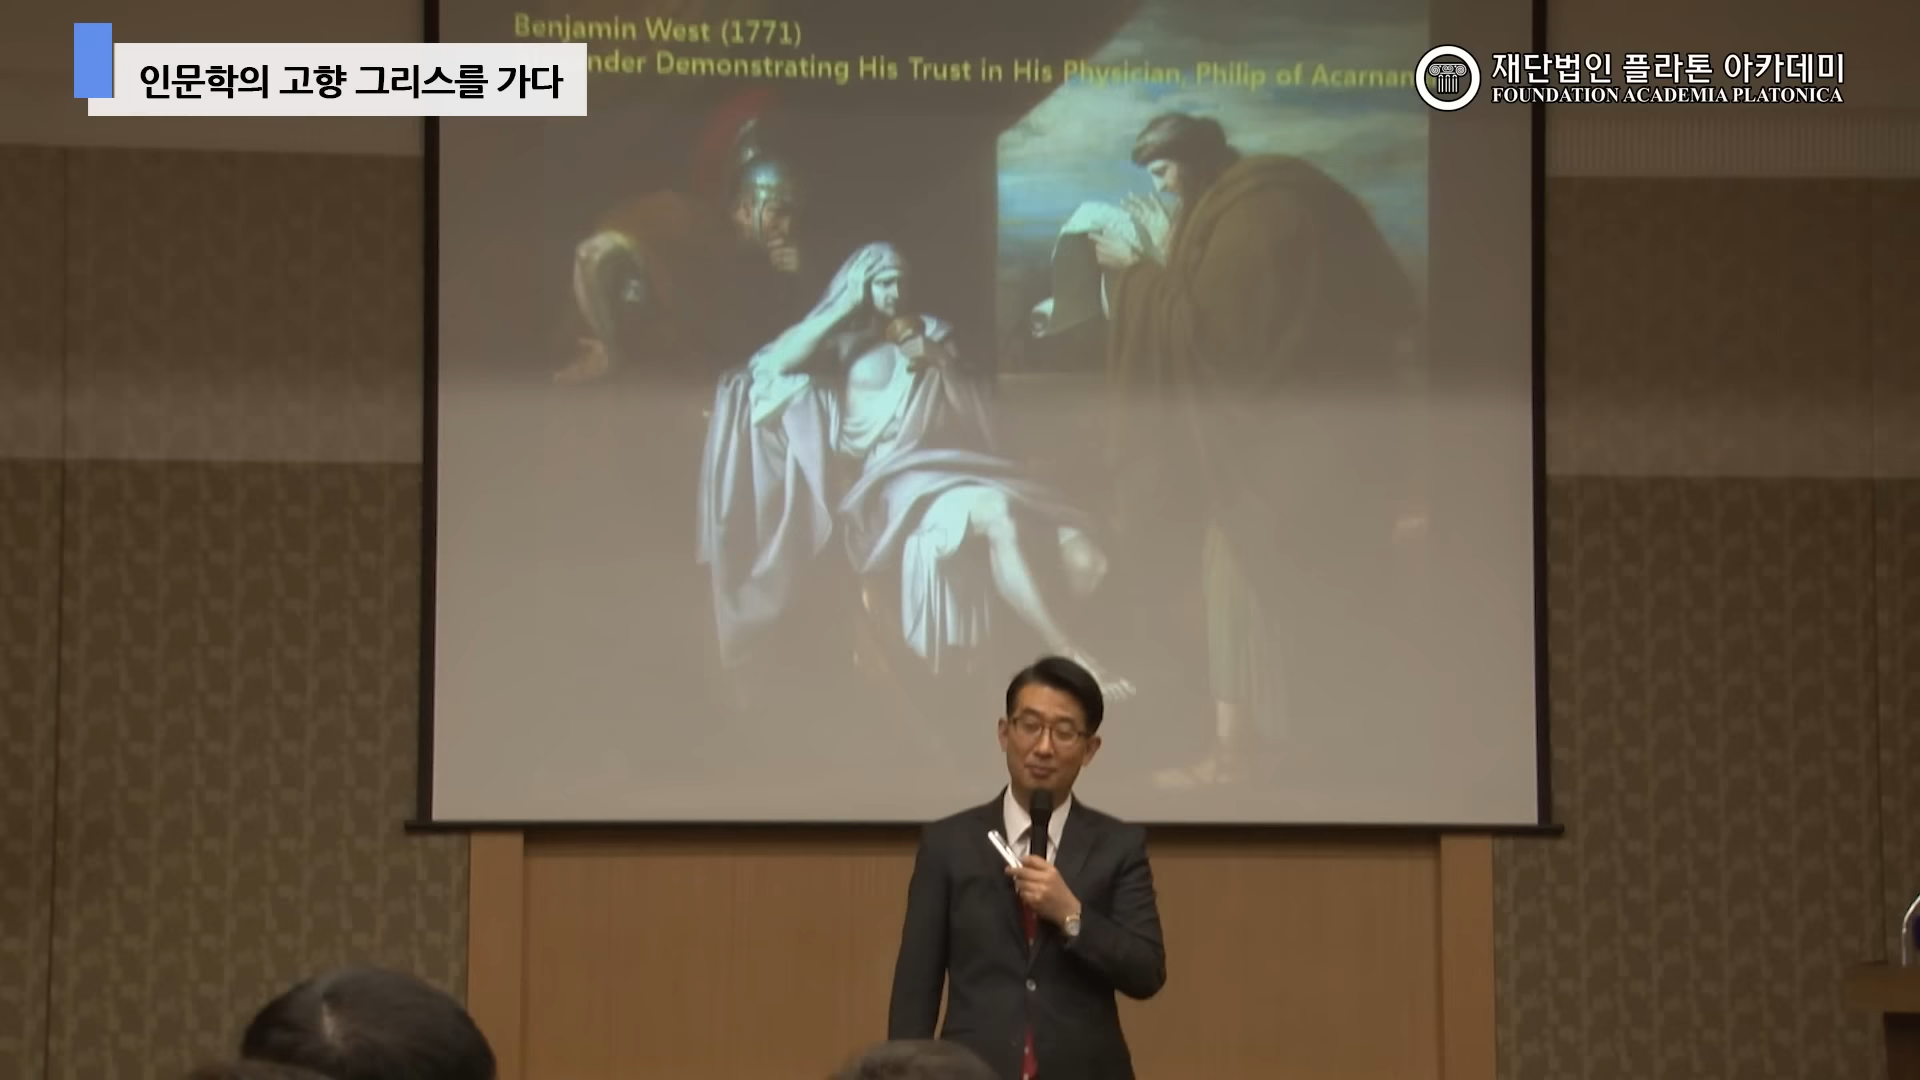 Benjamin West (1771)
nder Demonstrating His Trust in His Physician, Philip of Acarnan
인문학의 고향 그리스를 가다
재단법인 플라톤 아카데미
FOUNDATION ACADEMIA PLATONICA